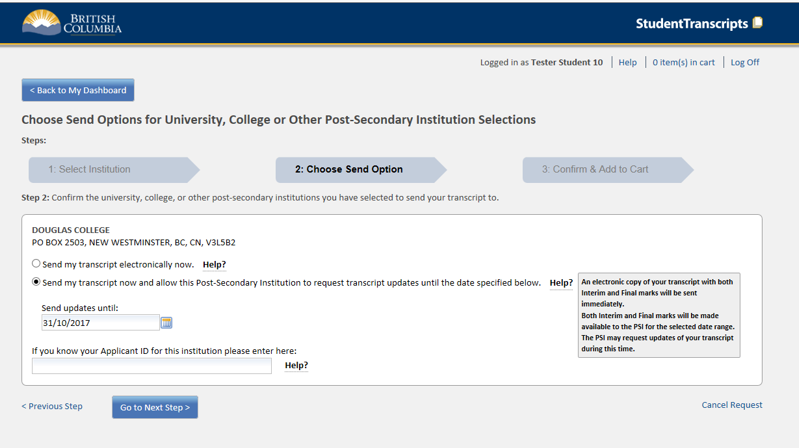 BRITISH
COLUMBIA
StudentTranscripts
Logged in as Tester Student 10 | Help | 0 item(s) in cart | Log Off
< Back to My Dashboard
Choose Send Options for University, College or Other Post-Secondary Institution Selections
Steps:
1: Select Institution
2: Choose Send Option
3: Confirm & Add to Cart
Step 2: Confirm the university, college, or other post-secondary institutions you have selected to send your transcript to.
DOUGLAS COLLEGE
PO BOX 2503, NEW WESTMINSTER, BC, CN, V3L5B2
Send my transcript electronically now. Help?
Send my transcript now and allow this Post-Secondary Institution to request transcript updates until the date specified below. Help?
An electronic copy of your transcript with both
Interim and Final marks will be sent
immediately.
Both Interim and Final marks will be made
available to the PSI for the selected date range.
The PSI may request updates of your transcript
during this time.
Send updates until:
31/10/2017
If you know your Applicant ID for this institution please enter here:
Help?
< Previous Step
Go to Next Step >
Cancel Request